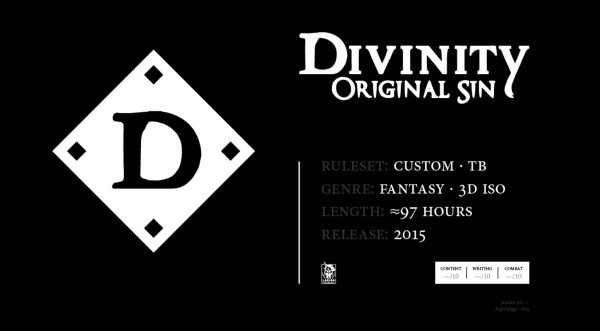 D
DIVINITY
ORIGINAL SIN
RULESET: CUSTOM · TB
GENRE: FANTASY · 3D ISO
LENGTH: ≈97 HOURS
RELEASE: 2015
CONTENT WRITING COMBAT
—/10 —/10 —/10